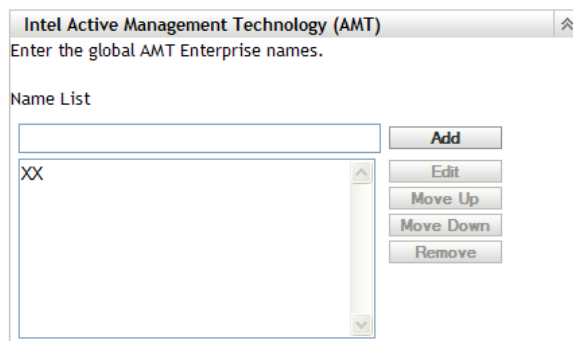 Intel Active Management Technology (AMT)
Enter the global AMT Enterprise names.
Name List
Add
XX
Edit
Move Up
Move Down
Remove